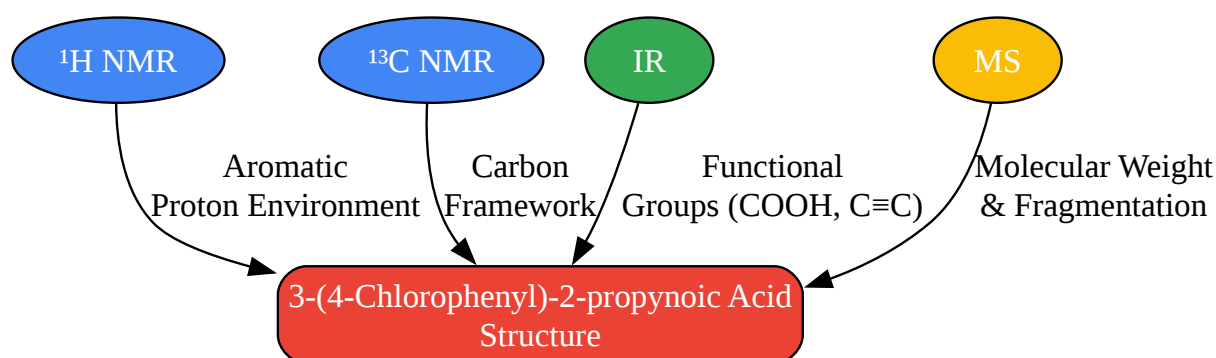 ¹H NMR
¹³C NMR
IR
MS
Aromatic
Proton Environment
Carbon
Framework
Functional
Groups (COOH, C≡C)
Molecular Weight
& Fragmentation
3-(4-Chlorophenyl)-2-propynoic Acid
Structure